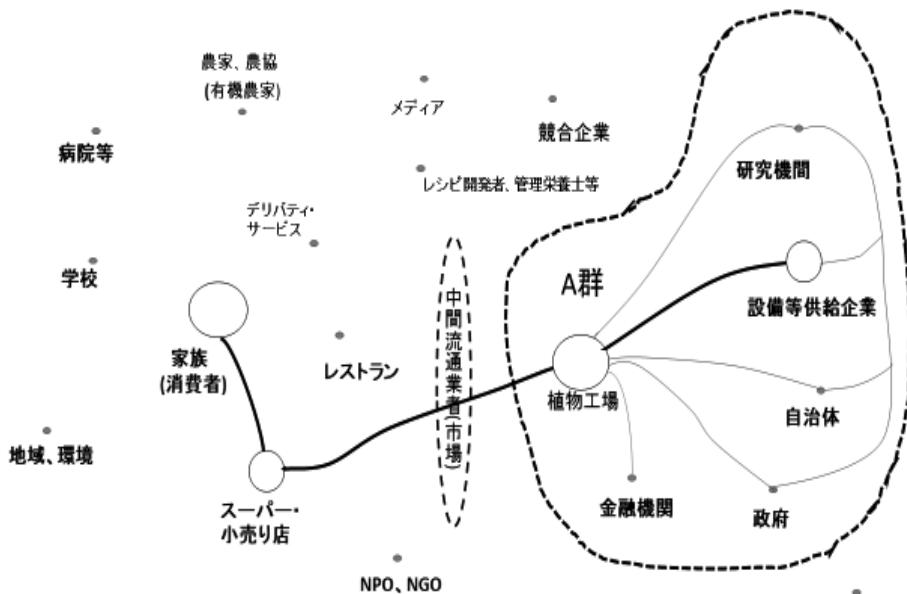 農家、農協
(有機農家)
メディア
競合企業
病院等
研究機間
レシピ開発者、管理栄養士等
デリバティ・
サービス
学校
A群
中間流通業者(市場)
設備等供給企業
家族
(消費者)
レストラン
植物工場
自治体
地域、環境
スーパー・
小売り店
金融機関
政府
NPO、NGO